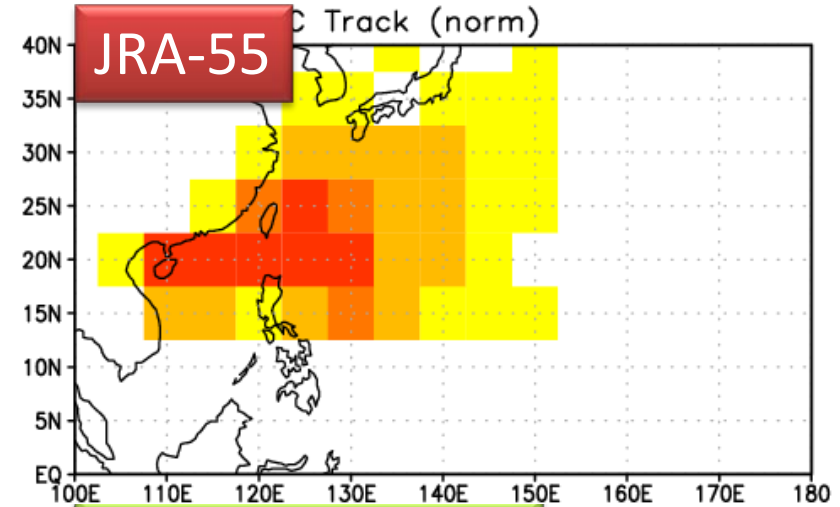 JRA-55
C Track (norm)
40N
35N
30N
25N
20N
15N
10N
5N
EQ
100E 110E 120E 130E 140E 150E 160E 170E 180